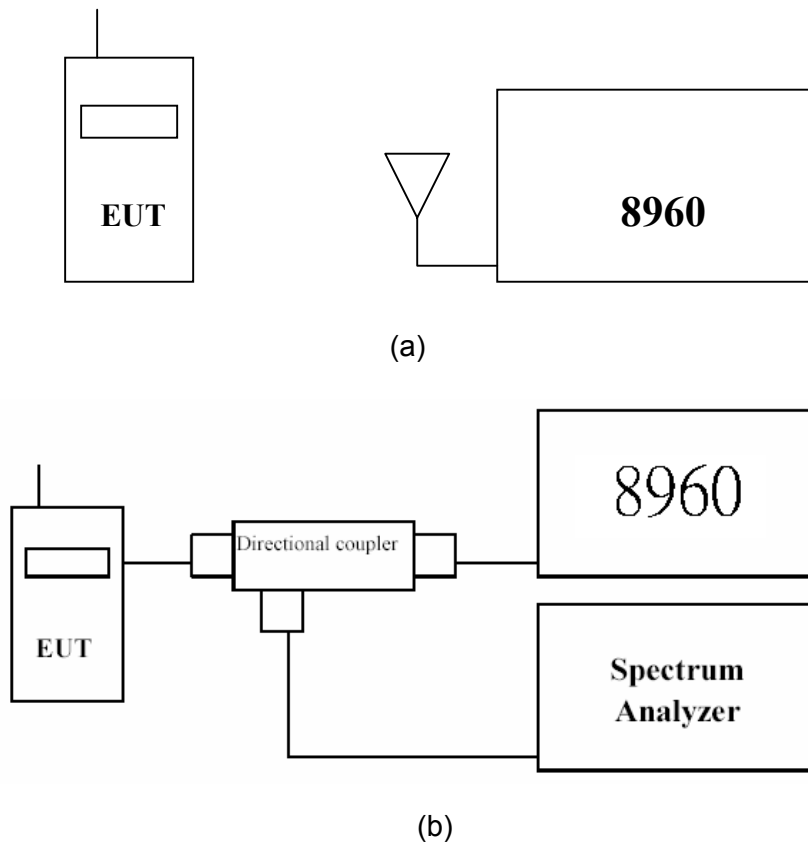 EUT
8960
(a)
8960
Directional coupler
EUT
Spectrum
Analyzer
(b)